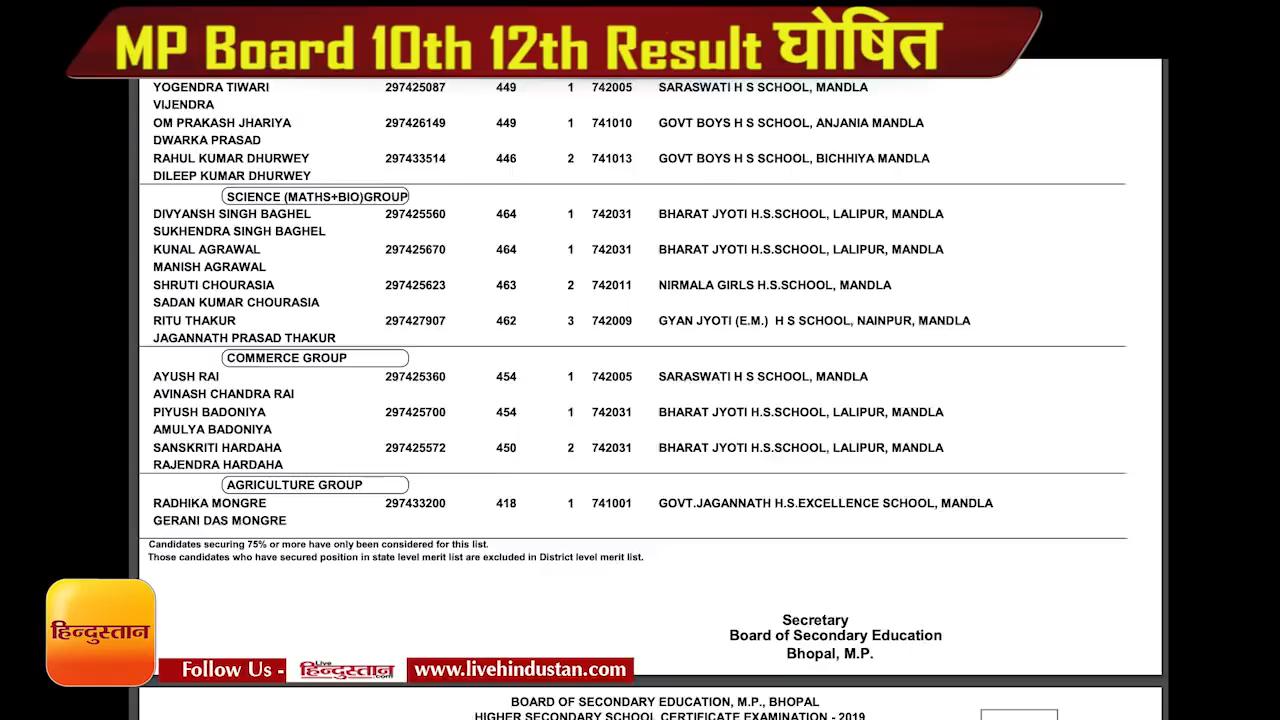 MP Board 10th 12th Result घोषित
YOGENDRA TIWARI 297425087 449 1 742005 SARASWATI H S SCHOOL, MANDLA
VIJENDRA
OM PRAKASH JHARIYA 297426149 449 1 741010 GOVT BOYS H S SCHOOL, ANJANIA MANDLA
DWARKA PRASAD
RAHUL KUMAR DHURWEY 297433514 446 2 741013 GOVT BOYS H S SCHOOL, BICHHIYA MANDLA
DILEEP KUMAR DHURWEY
SCIENCE (MATHS+BIO)GROUP
DIVYANSH SINGH BAGHEL 297425560 464 1 742031 BHARAT JYOTI H.S.SCHOOL, LALIPUR, MANDLA
SUKHENDRA SINGH BAGHEL
KUNAL AGRAWAL 297425670 464 1 742031 BHARAT JYOTI H.S.SCHOOL, LALIPUR, MANDLA
MANISH AGRAWAL
SHRUTI CHOURASIA 297425623 463 2 742011 NIRMALA GIRLS H.S.SCHOOL, MANDLA
SADAN KUMAR CHOURASIA
RITU THAKUR 297427907 462 3 742009 GYAN JYOTI (E.M.) H S SCHOOL, NAINPUR, MANDLA
JAGANNATH PRASAD THAKUR
COMMERCE GROUP
AYUSH RAI 297425360 454 1 742005 SARASWATI H S SCHOOL, MANDLA
AVINASH CHANDRA RAI
PIYUSH BADONIYA 297425700 454 1 742031 BHARAT JYOTI H.S.SCHOOL, LALIPUR, MANDLA
AMULYA BADONIYA
SANSKRITI HARDAHA 297425572 450 2 742031 BHARAT JYOTI H.S.SCHOOL, LALIPUR, MANDLA
RAJENDRA HARDAHA
AGRICULTURE GROUP
RADHIKA MONGRE 297433200 418 1 741001 GOVT.JAGANNATH H.S.EXCELLENCE SCHOOL, MANDLA
GERANI DAS MONGRE
Candidates securing 75% or more have only been considered for this list.
Those candidates who have secured position in state level merit list are excluded in District level merit list.
Secretary
Board of Secondary Education
Bhopal, M.P.
हिन्दुस्तान
Follow Us - Live हिन्दुस्तान .com www.livehindustan.com
BOARD OF SECONDARY EDUCATION, M.P., BHOPAL
HIGHER SECONDARY SCHOOL CERTIFICATE EXAMINATION - 2019